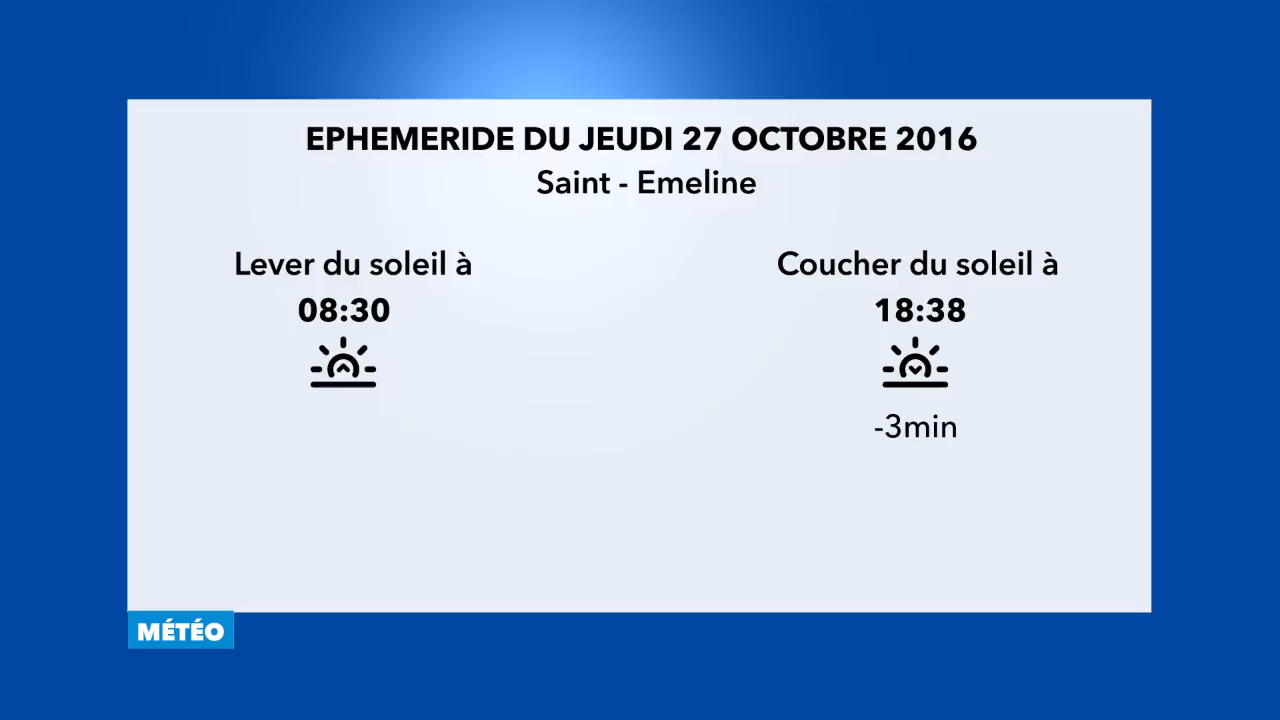 EPHEMERIDE DU JEUDI 27 OCTOBRE 2016
Saint - Emeline
Lever du soleil à
08:30
Coucher du soleil à
18:38
-3min
MÉTÉO